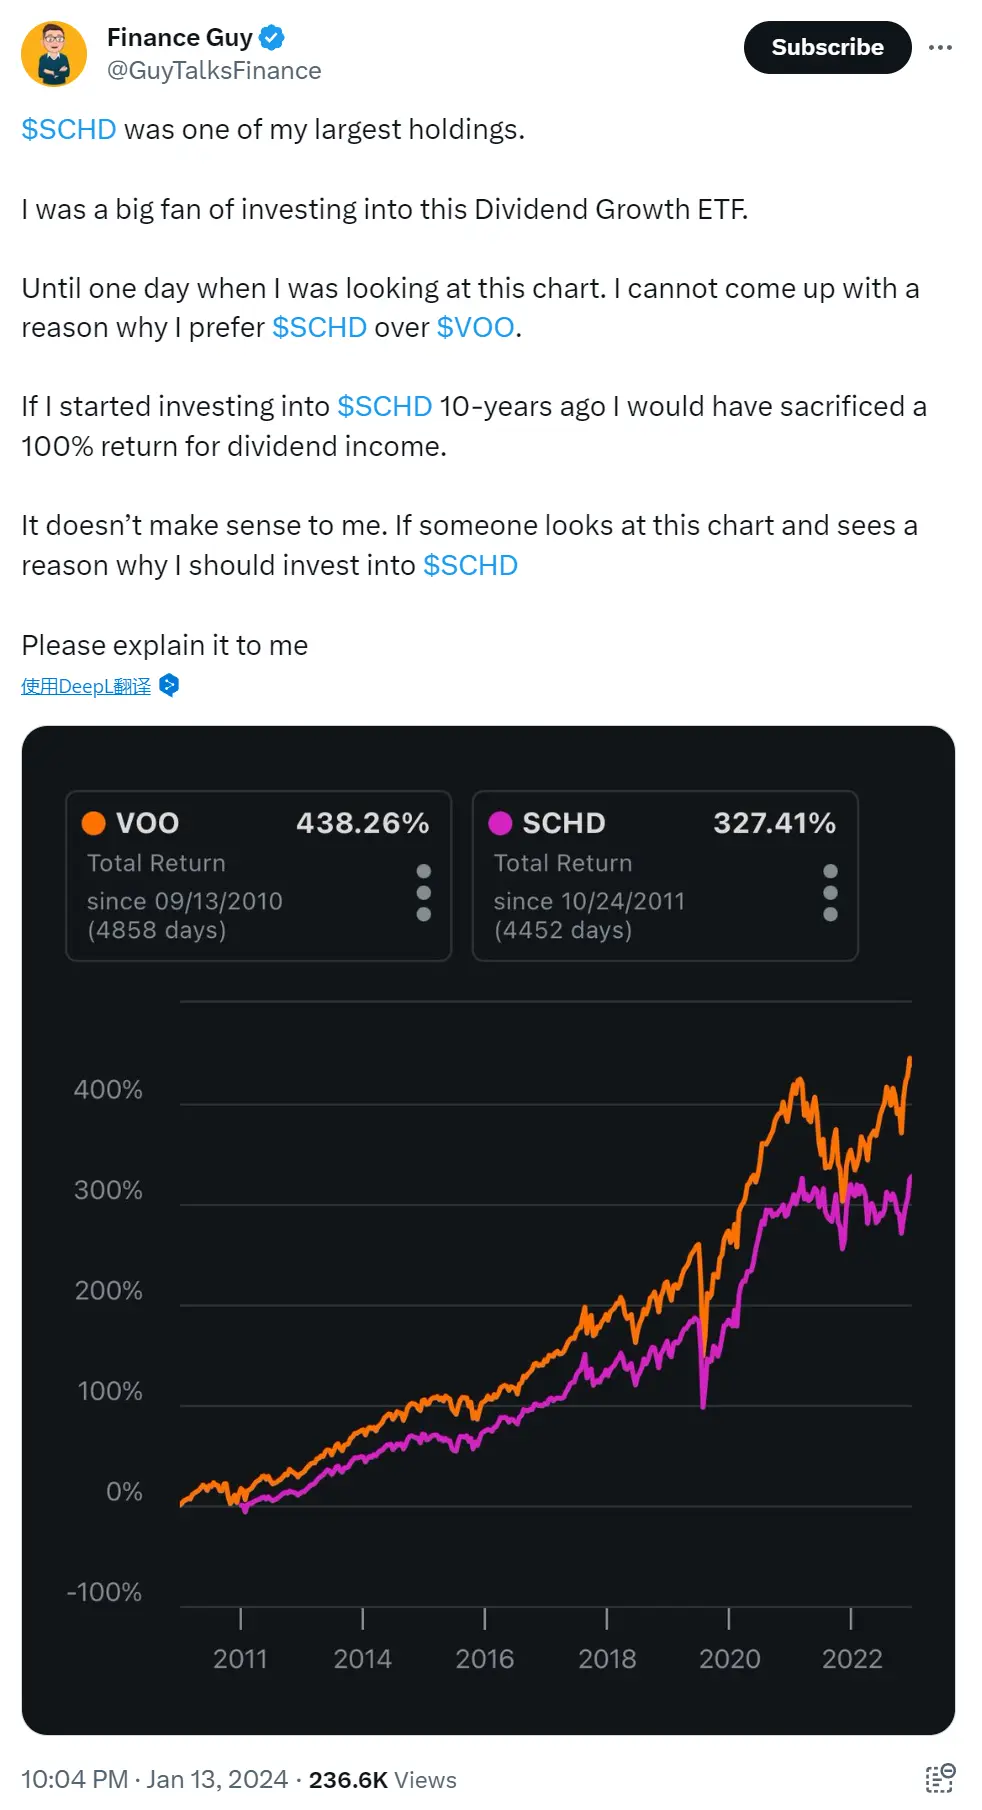 Finance Guy
Subscribe
@GuyTalksFinance
$SCHD was one of my largest holdings.
I was a big fan of investing into this Dividend Growth ETF.
Until one day when I was looking at this chart. I cannot come up with a
reason why I prefer $SCHD over $VOO.
If I started investing into $SCHD 10-years ago I would have sacrificed a
100% return for dividend income.
It doesn’t make sense to me. If someone looks at this chart and sees a
reason why I should invest into $SCHD
Please explain it to me
使用DeepL翻译
VOO 438.26%
Total Return
since 09/13/2010
(4858 days)
SCHD 327.41%
Total Return
since 10/24/2011
(4452 days)
400%
300%
200%
100%
0%
-100%
2011 2014 2016 2018 2020 2022
10:04 PM · Jan 13, 2024 · 236.6K Views